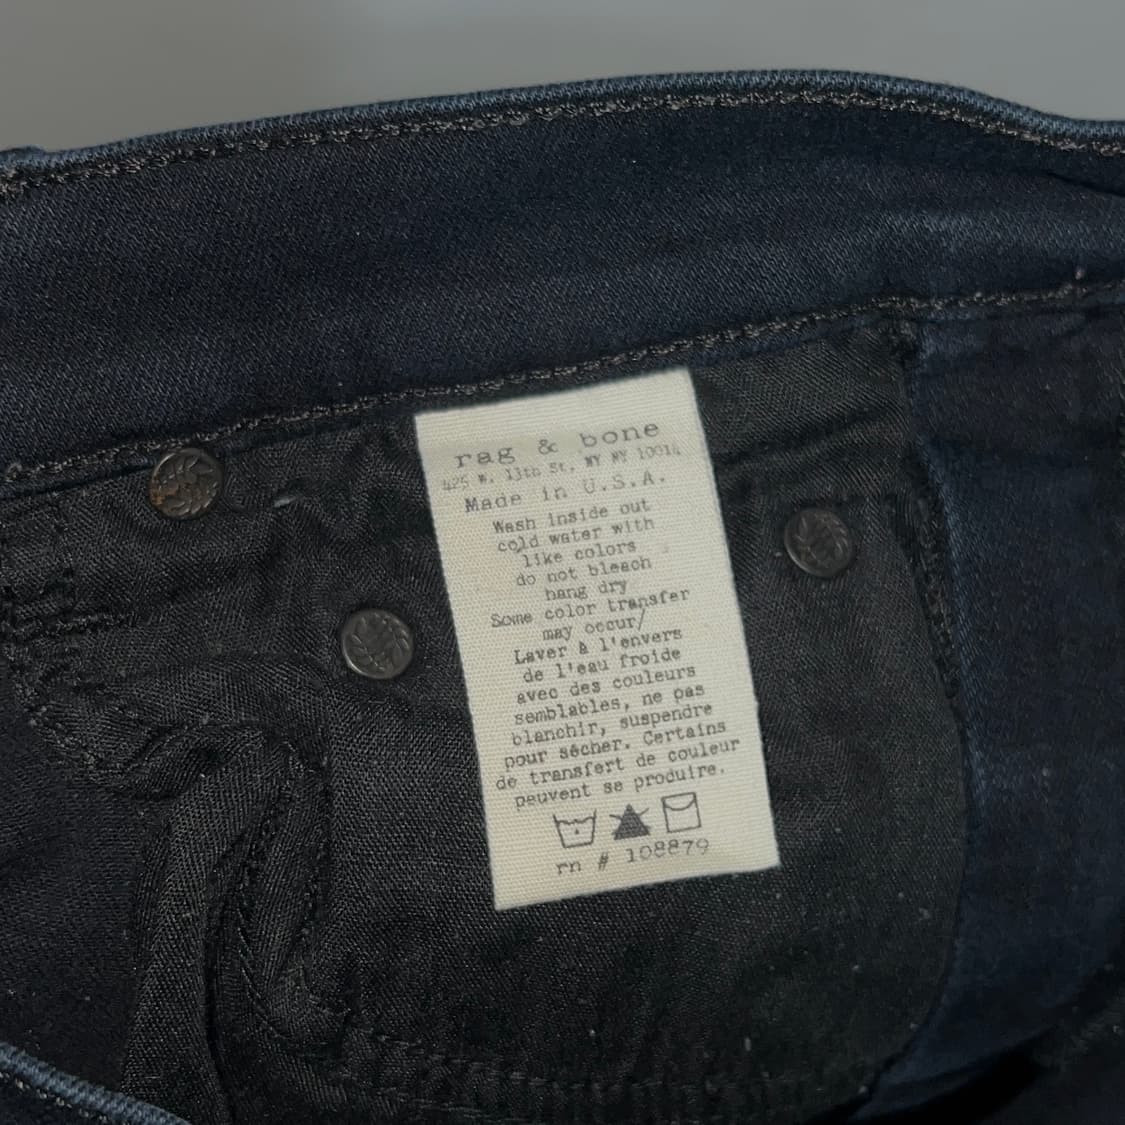 rag & bone
425 W. 13th St. NY NY 10014
Made in U.S.A.
Wash inside out
cold water with
like colors
do not bleach
hang dry
Some color transfer
may occur/
Laver à l'envers
de l'eau froide
avec des couleurs
semblables, ne pas
blanchir, suspendre
pour sécher. Certains
de transfert de couleur
peuvent se produire.
rn # 108879